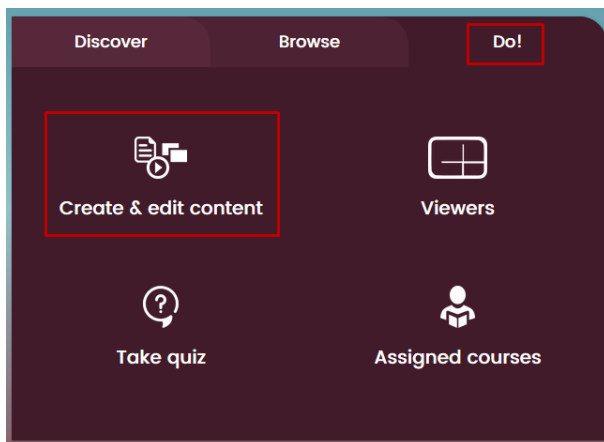 Discover
Browse
Do!
Create & edit content
Viewers
Take quiz
Assigned courses